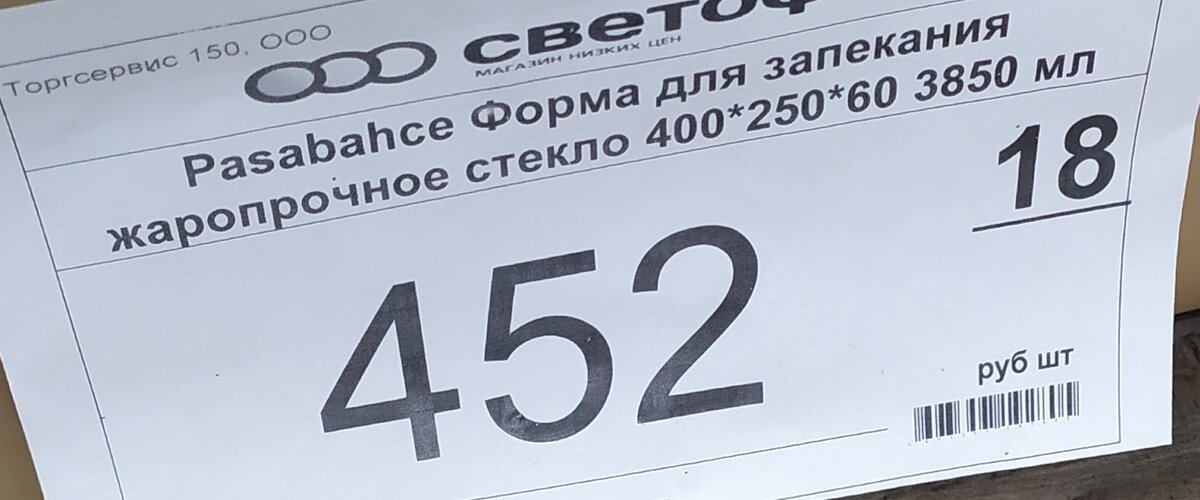 Торгсервис 150, ООО
МАГАЗИН НИЗКИХ ЦЕН
Pasabahce Форма для запекания
жаропрочное стекло 400*250*60 3850 мл
452 18
руб шт